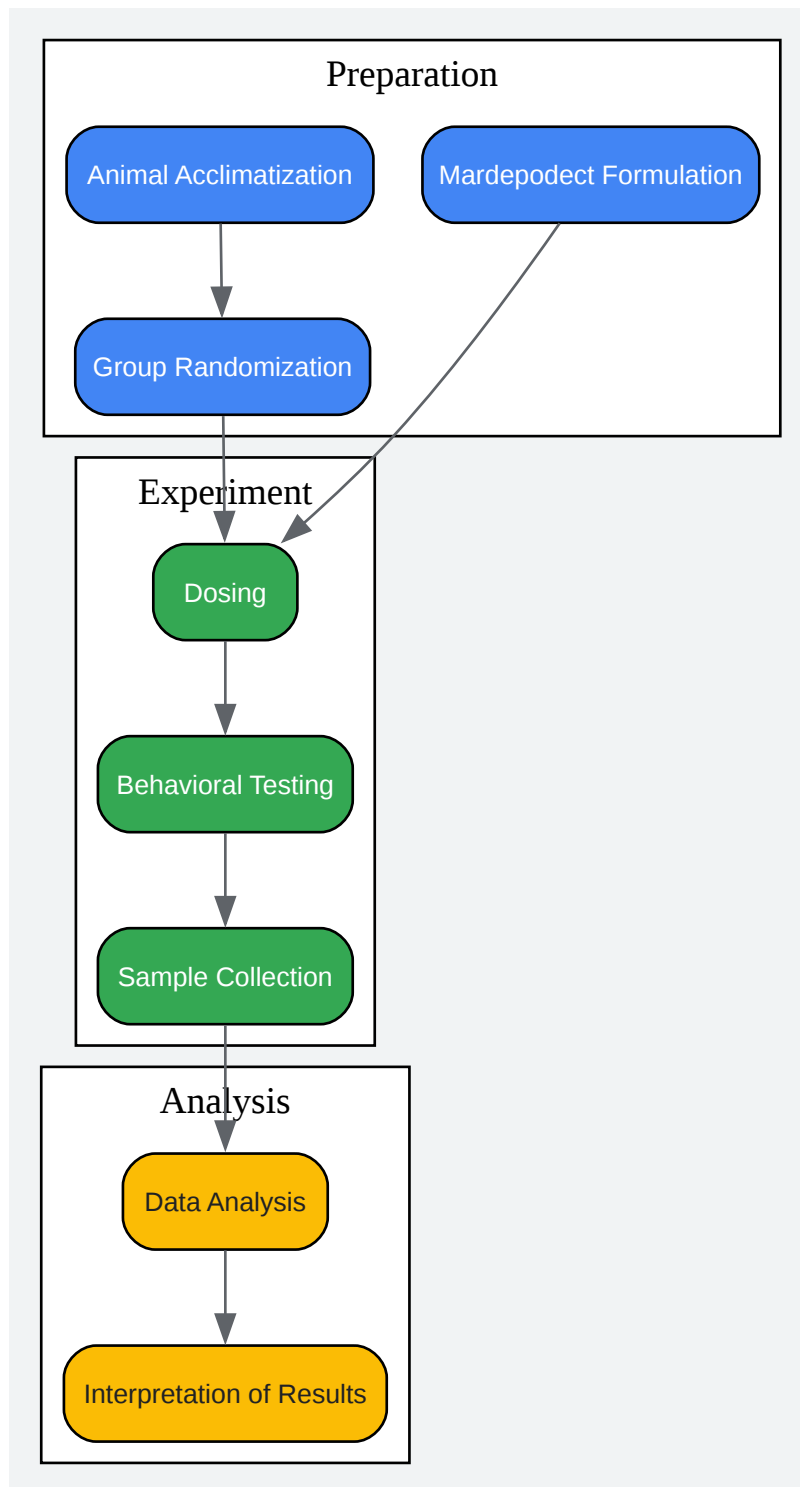 Preparation
Animal Acclimatization
Mardepodect Formulation
Group Randomization
Experiment
Dosing
Behavioral Testing
Sample Collection
Analysis
Data Analysis
Interpretation of Results